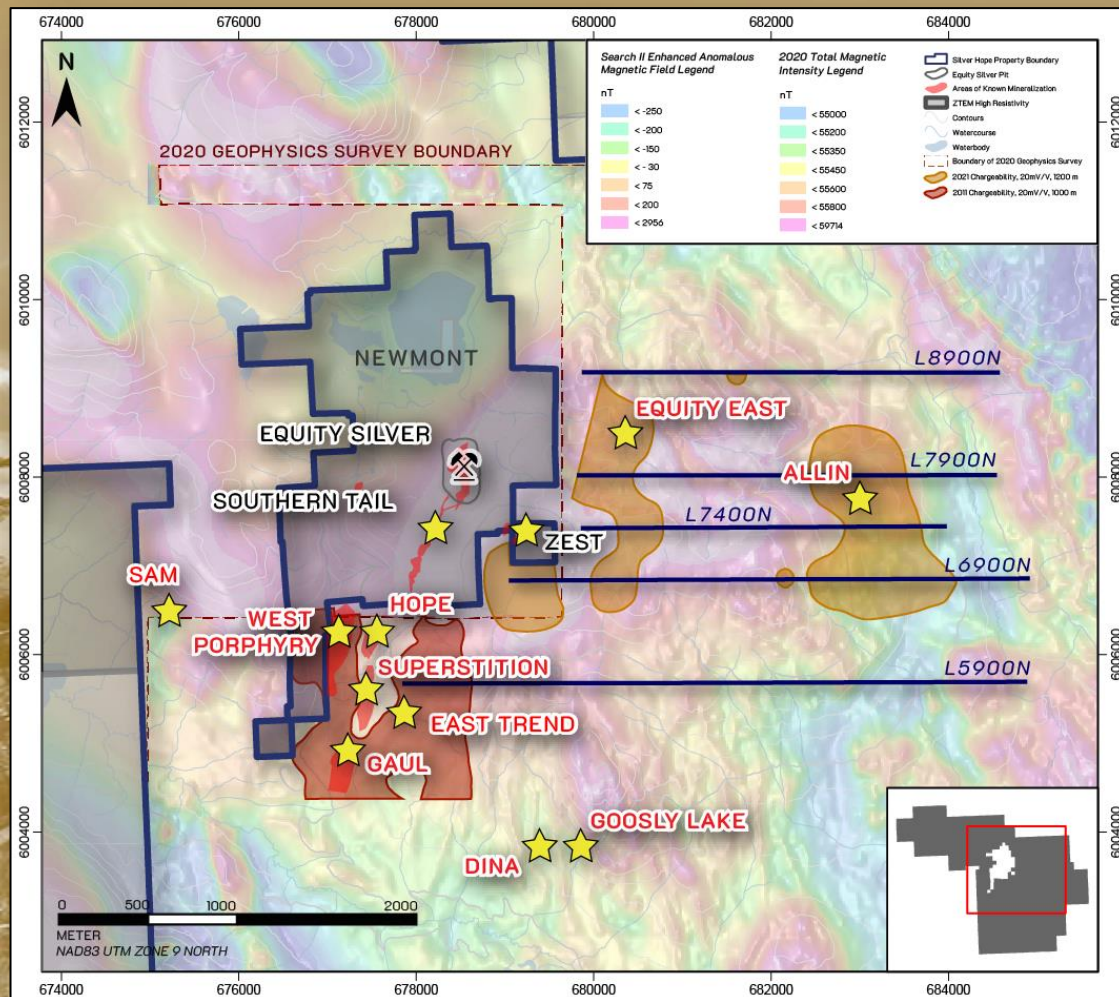 674000 676000 678000 680000 682000 684000
N
Search II Enhanced Anomalous
Magnetic Field Legend
nT
< -250
< -200
< -150
< - 30
< 75
< 200
< 2956
2020 Total Magnetic
Intensity Legend
nT
< 55000
< 55200
< 55350
< 55450
< 55600
< 55800
< 59714
Silver Hope Property Boundary
Equity Silver Pit
Areas of Known Mineralization
ZTEM High Resistivity
Contours
Watercourse
Waterbody
Boundary of 2020 Geophysics Survey
2021 Chargeability, 20mV/V, 1200 m
2011 Chargeability, 20mV/V, 1000 m
6012000
6012000
2020 GEOPHYSICS SURVEY BOUNDARY
6010000
6010000
NEWMONT
L8900N
EQUITY EAST
EQUITY SILVER
6008000
6008000
L7900N
ALLIN
SOUTHERN TAIL
L7400N
ZEST
L6900N
SAM
HOPE
WEST
PORPHYRY
6006000
6006000
SUPERSTITION
L5900N
EAST TREND
GAUL
6004000
6004000
GOOSLY LAKE
DINA
0 500 1000 2000
METER
NAD83 UTM ZONE 9 NORTH
674000 676000 678000 680000 682000 684000